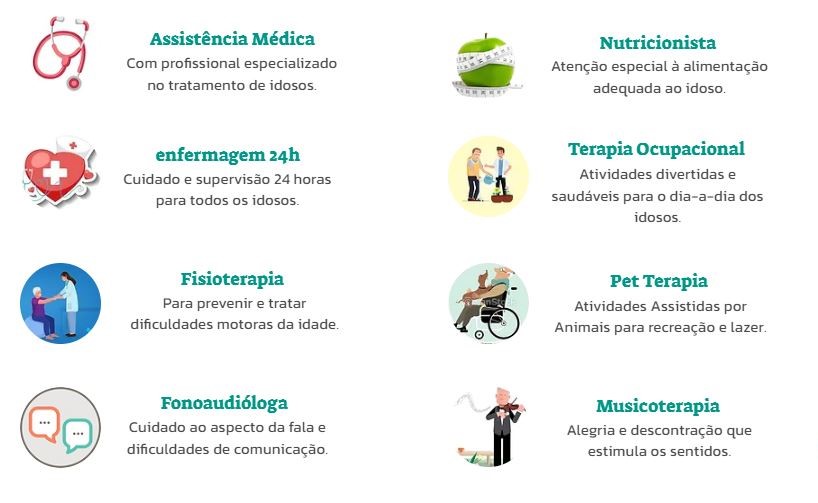 Assistência Médica
Com profissional especializado
no tratamento de idosos.
Nutricionista
Atenção especial à alimentação
adequada ao idoso.
enfermagem 24h
Cuidado e supervisão 24 horas
para todos os idosos.
Terapia Ocupacional
Atividades divertidas e
saudáveis para o dia-a-dia dos
idosos.
Fisioterapia
Para prevenir e tratar
dificuldades motoras da idade.
Pet Terapia
Atividades Assistidas por
Animais para recreação e lazer.
Fonoaudióloga
Cuidado ao aspecto da fala e
dificuldades de comunicação.
Musicoterapia
Alegria e descontração que
estimula os sentidos.